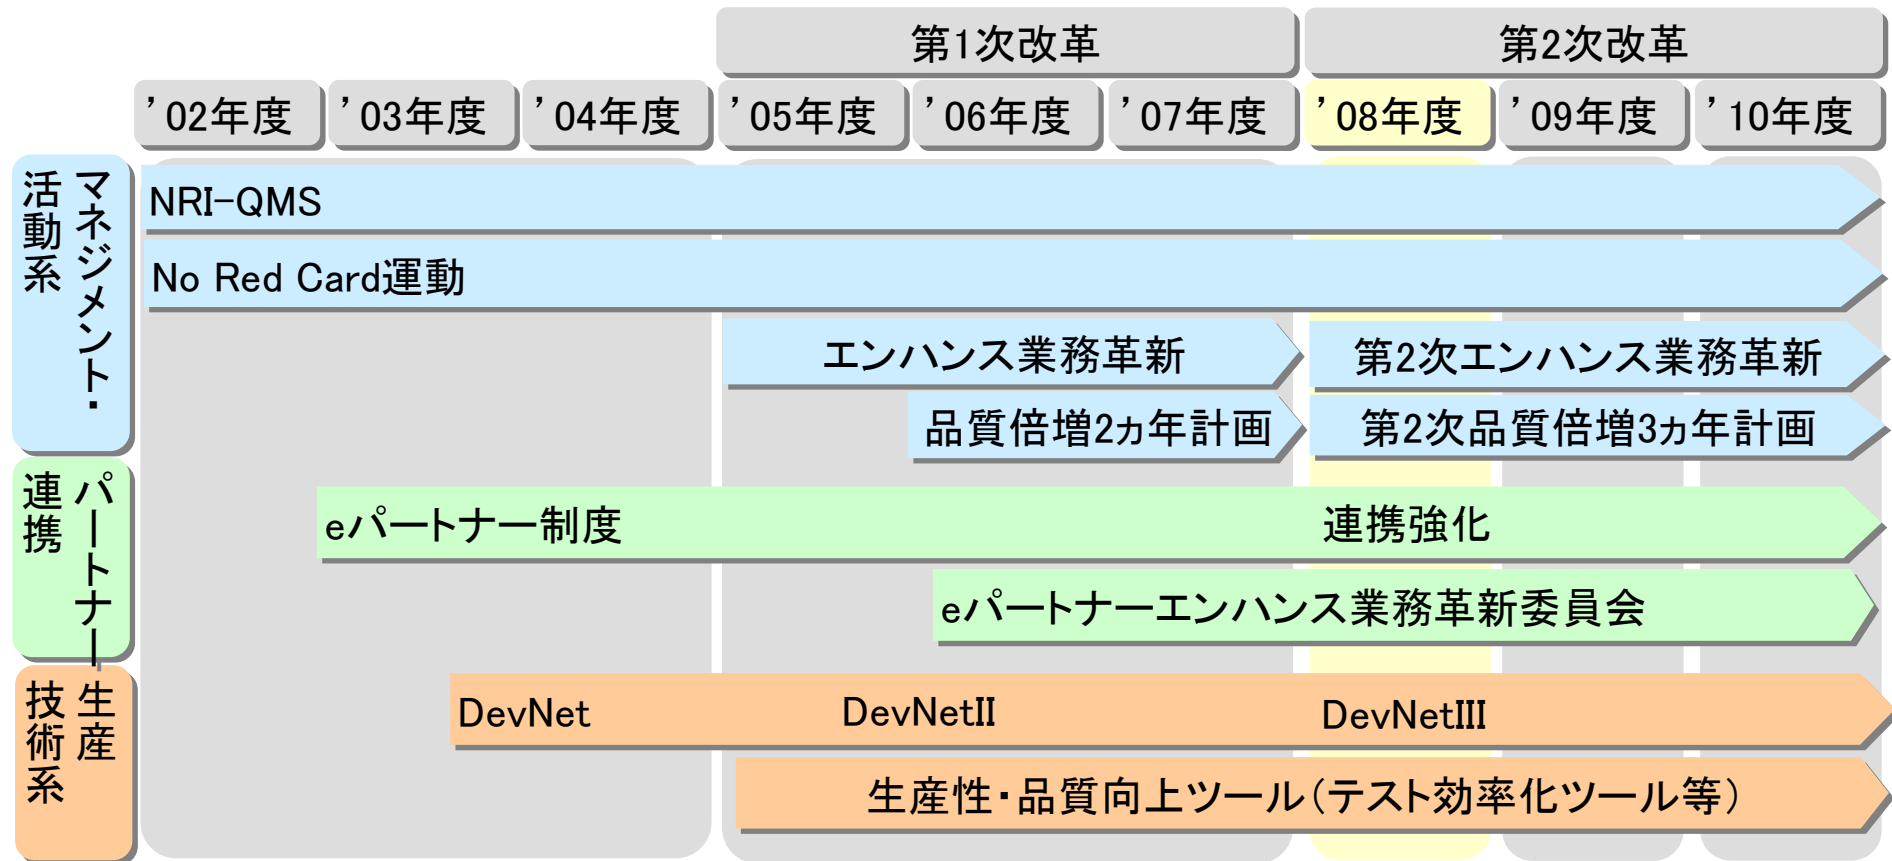 第1次改革
第2次改革
’02年度
’03年度
’04年度
’05年度
’06年度
’07年度
’08年度
’09年度
’10年度
マネジメント・
活動系
NRI-QMS
No Red Card運動
エンハンス業務革新
第2次エンハンス業務革新
品質倍増2ヵ年計画
第2次品質倍増3ヵ年計画
パートナー
連携
eパートナー制度
連携強化
eパートナーエンハンス業務革新委員会
生産
技術系
DevNet
DevNetII
DevNetIII
生産性・品質向上ツール（テスト効率化ツール等）